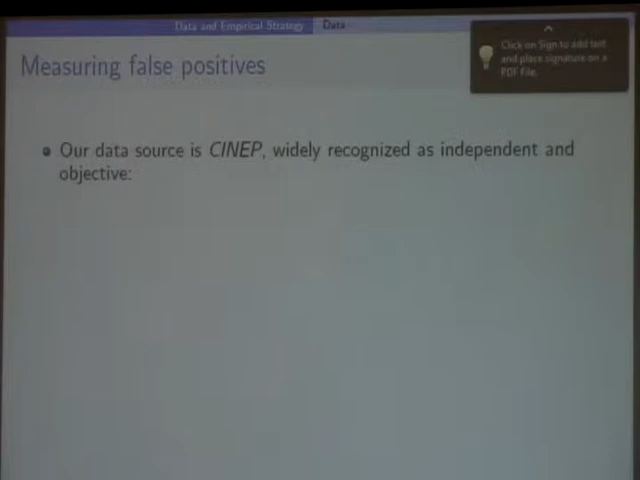 Data and Empirical Strategy Data
Measuring false positives
Click on Sign to add text
and place signature on a
PDF File.
• Our data source is CINEP, widely recognized as independent and
objective: